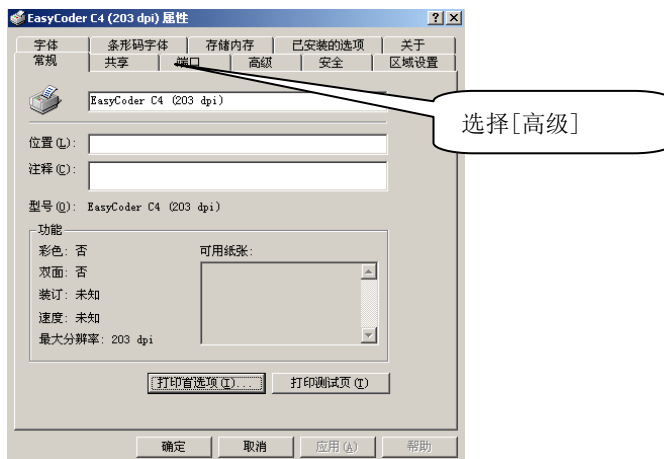 EasyCoder C4 (203 dpi) 属性
字体 条形码字体 存储内存 已安装的选项 关于
常规 共享 端口 高级 安全 区域设置
EasyCoder C4 (203 dpi)
选择[高级]
位置(L):
注释(C):
型号(O): EasyCoder C4 (203 dpi)
功能
彩色: 否 可用纸张:
双面: 否
装订: 未知
速度: 未知
最大分辨率: 203 dpi
打印首选项(I)... 打印测试页(T)
确定 取消 应用(A) 帮助